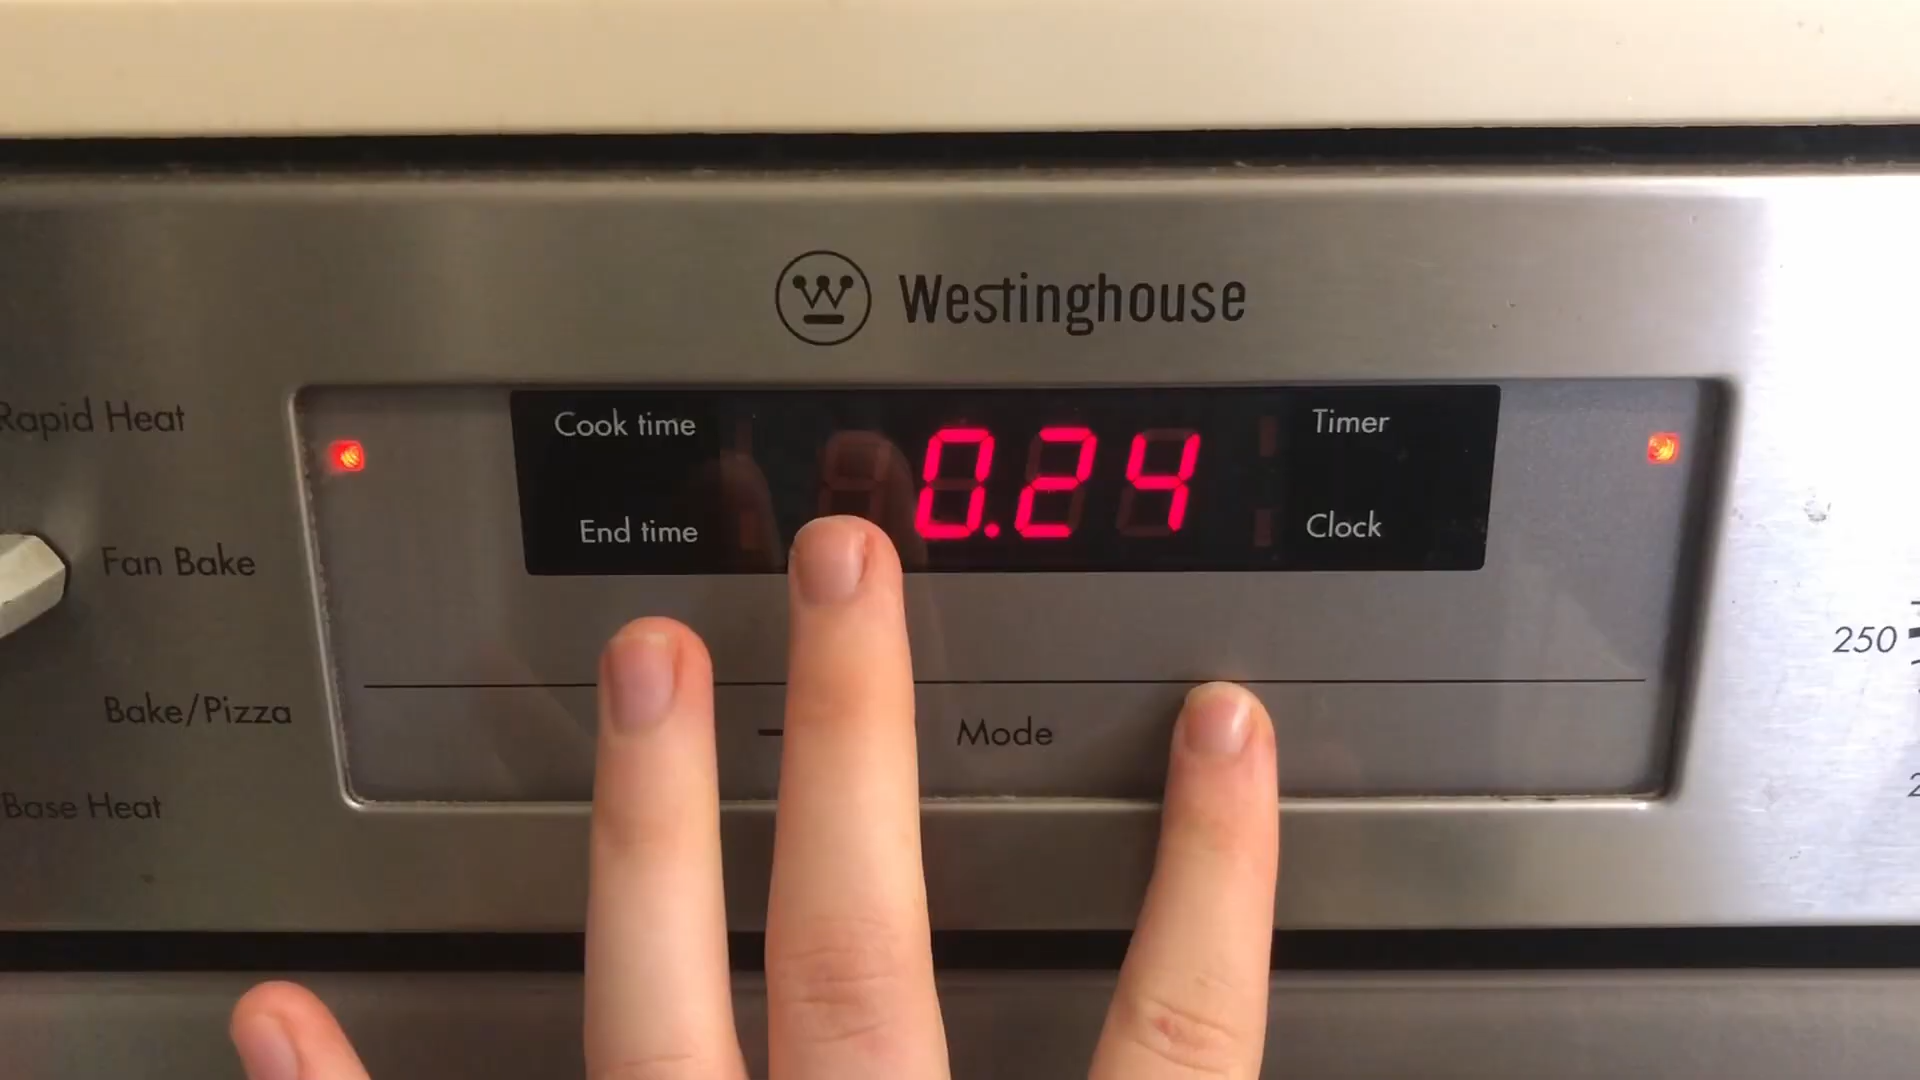 Westinghouse
Rapid Heat
Cook time
0.24
Timer
End time
Clock
Fan Bake
250
Bake/Pizza
Mode
Base Heat